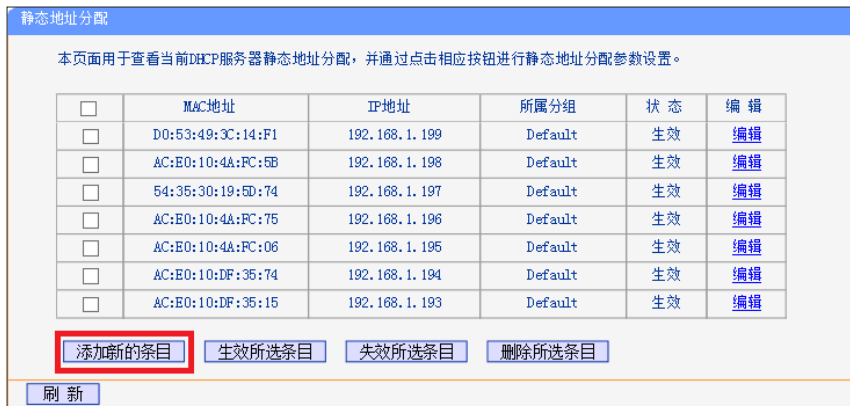 静态地址分配
本页面用于查看当前DHCP服务器静态地址分配，并通过点击相应按钮进行静态地址分配参数设置。
MAC地址 IP地址 所属分组 状 态 编 辑
D0:53:49:3C:14:F1 192.168.1.199 Default 生效 编辑
AC:E0:10:4A:FC:5B 192.168.1.198 Default 生效 编辑
54:35:30:19:5D:74 192.168.1.197 Default 生效 编辑
AC:E0:10:4A:FC:75 192.168.1.196 Default 生效 编辑
AC:E0:10:4A:FC:06 192.168.1.195 Default 生效 编辑
AC:E0:10:DF:35:74 192.168.1.194 Default 生效 编辑
AC:E0:10:DF:35:15 192.168.1.193 Default 生效 编辑
添加新的条目 生效所选条目 失效所选条目 删除所选条目
刷 新